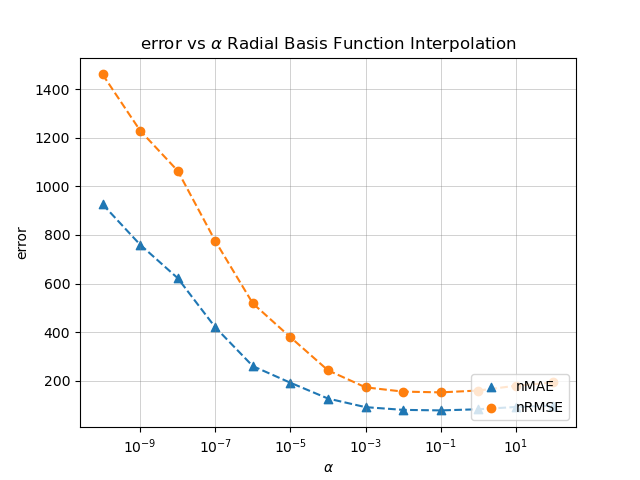 error vs α Radial Basis Function Interpolation
1400
1200
1000
800
600
400
200
error
10⁻⁹ 10⁻⁷ 10⁻⁵ 10⁻³ 10⁻¹ 10¹
α
nMAE
nRMSE